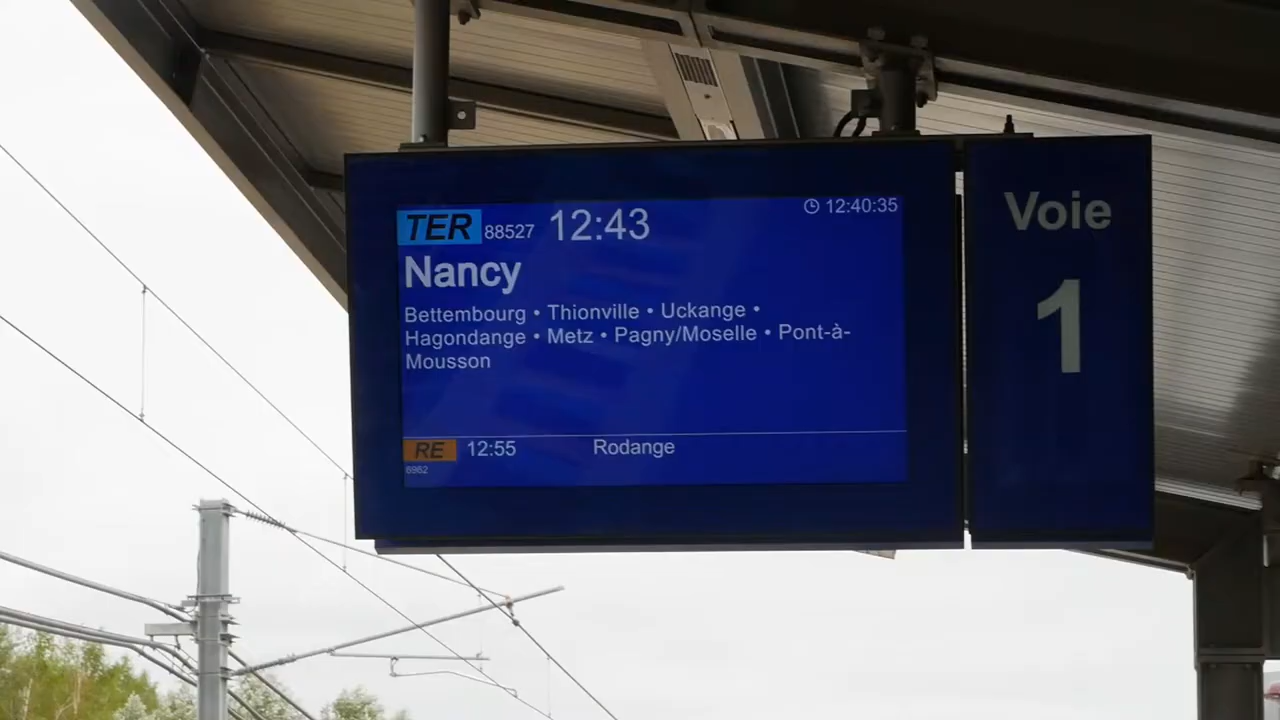 TER 88527 12:43 12:40:35
Nancy
Bettembourg • Thionville • Uckange •
Hagondange • Metz • Pagny/Moselle • Pont-à-
Mousson
RE 12:55 Rodange
6962
Voie
1